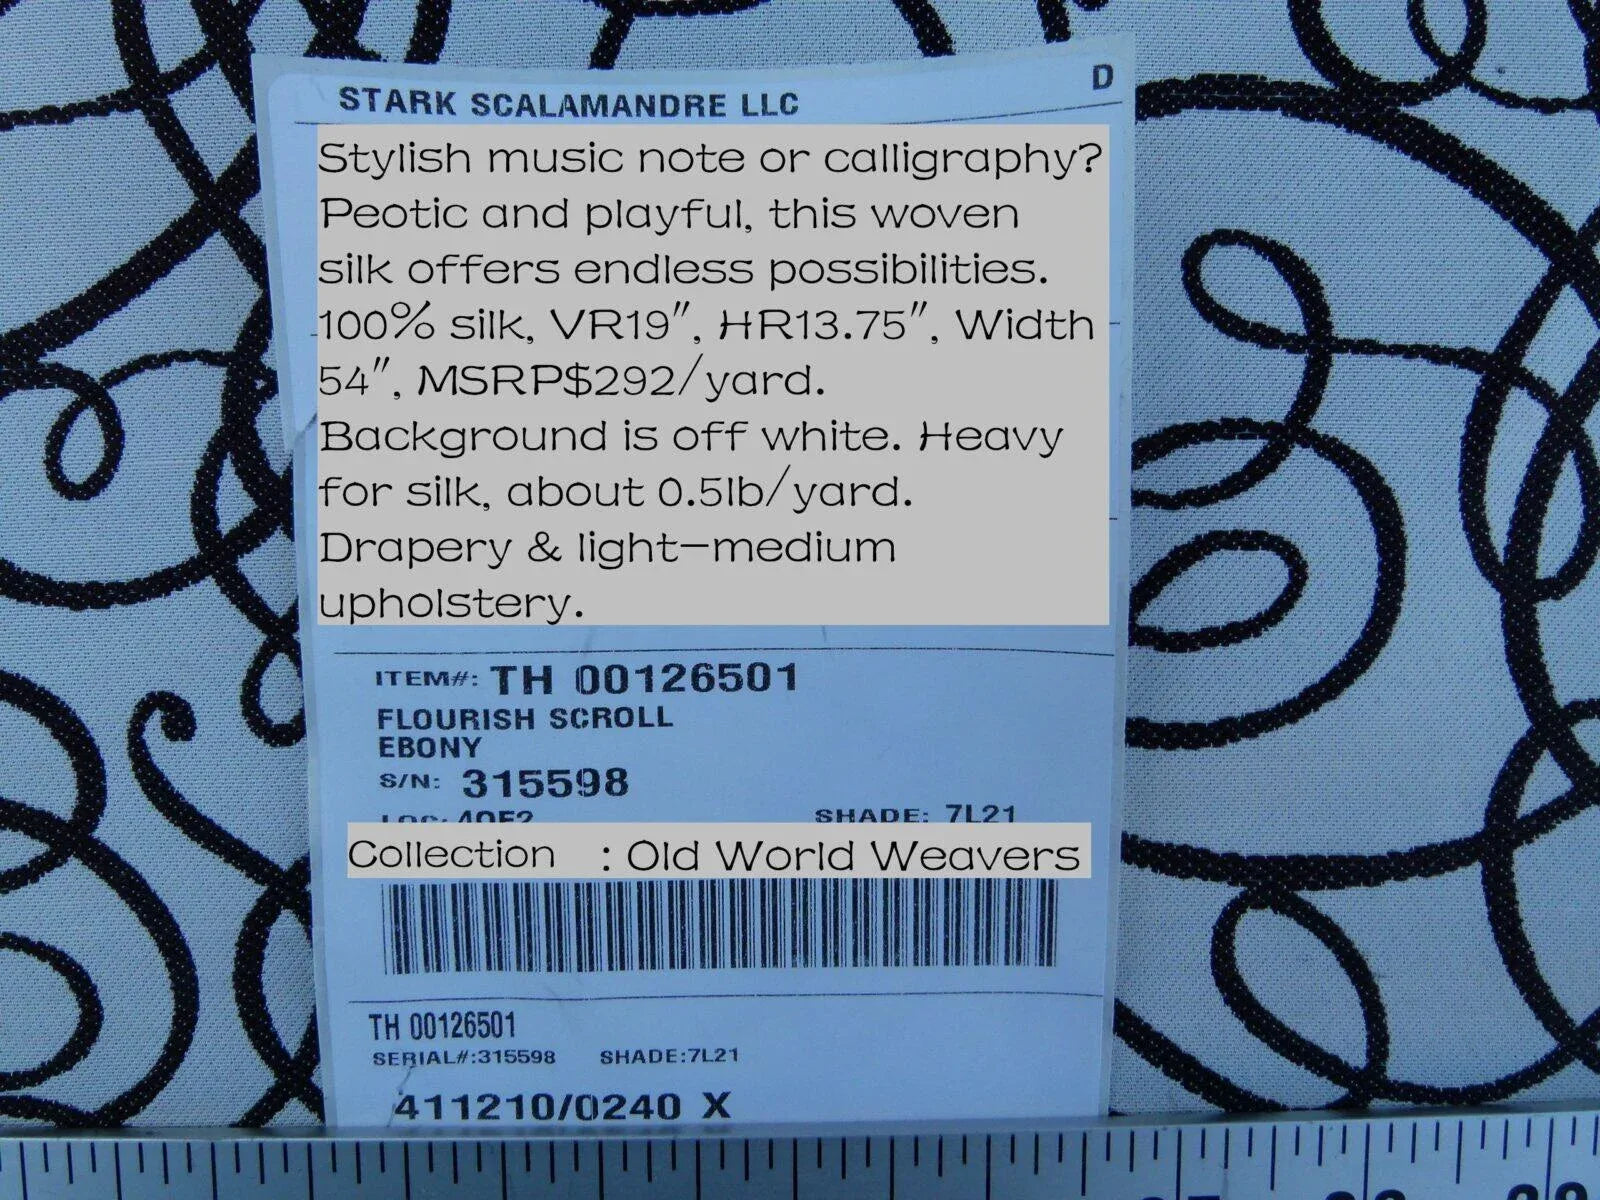 STARK SCALAMANDRE LLC D
Stylish music note or calligraphy?
Peotic and playful, this woven
silk offers endless possibilities.
100% silk, VR19", HR13.75", Width
54", MSRP$292/yard.
Background is off white. Heavy
for silk, about 0.5lb/yard.
Drapery & light-medium
upholstery.
ITEM#: TH 00126501
FLOURISH SCROLL
EBONY
S/N: 315598
SHADE: 7L21
Collection : Old World Weavers
TH 00126501
SERIAL#:315598 SHADE:7L21
411210/0240 X